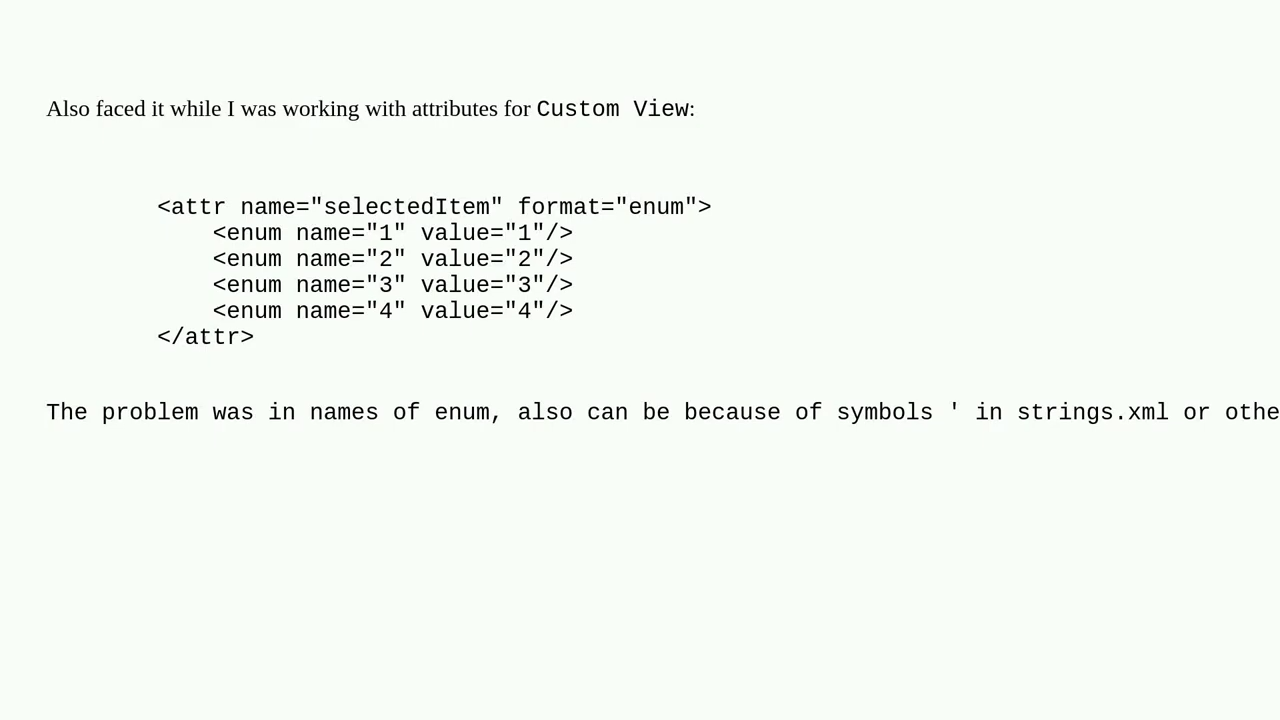 Also faced it while I was working with attributes for Custom View:
<attr name="selectedItem" format="enum">
<enum name="1" value="1"/>
<enum name="2" value="2"/>
<enum name="3" value="3"/>
<enum name="4" value="4"/>
</attr>
The problem was in names of enum, also can be because of symbols ' in strings.xml or